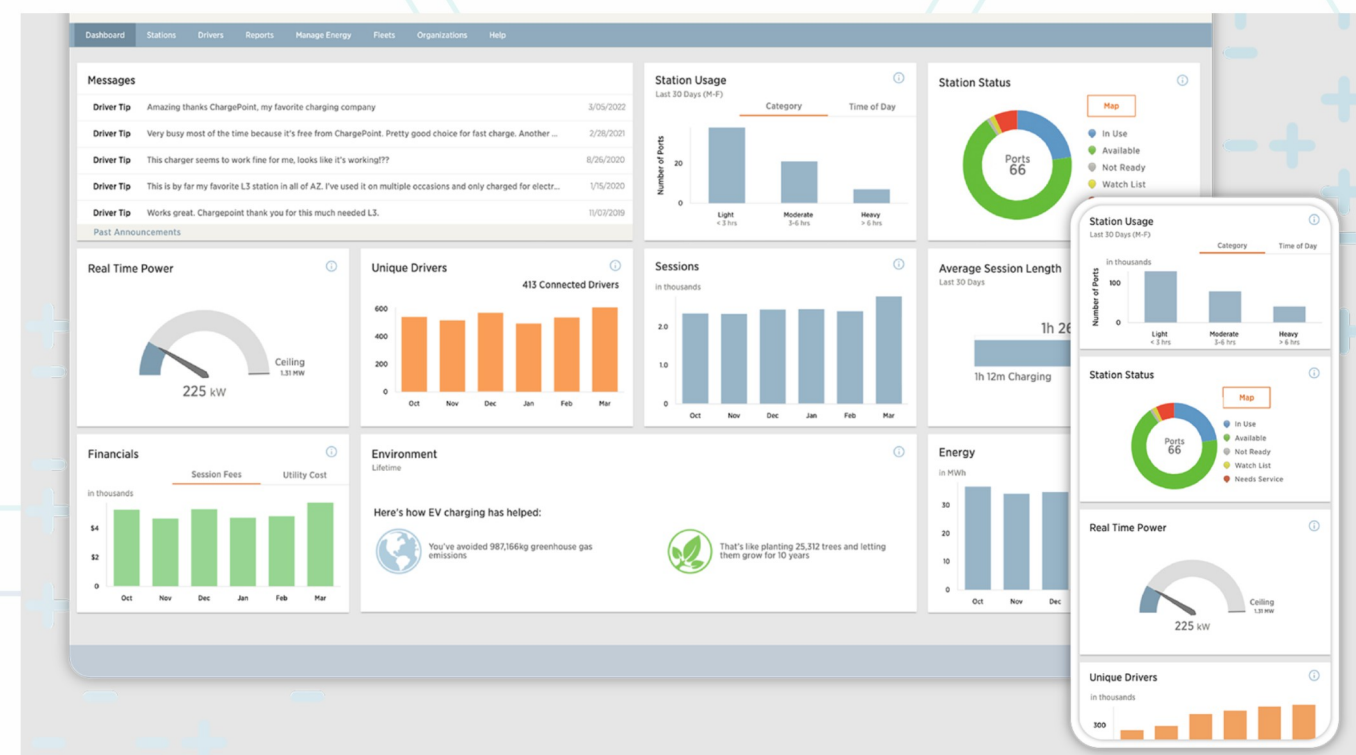 Dashboard Stations Drivers Reports Manage Energy Fleets Organizations Help
Messages
Driver Tip Amazing thanks ChargePoint, my favorite charging company 3/05/2022
Driver Tip Very busy most of the time because it's free from ChargePoint. Pretty good choice for fast charge. Another ... 2/28/2021
Driver Tip This charger seems to work fine for me, looks like it's working!?? 8/26/2020
Driver Tip This is by far my favorite L3 station in all of AZ. I've used it on multiple occasions and only charged for electr... 1/15/2020
Driver Tip Works great. Chargepoint thank you for this much needed L3. 11/07/2019
Past Announcements
Station Usage
Last 30 Days (M-F)
Category Time of Day
Number of Ports
20
0
Light Moderate Heavy
< 3 hrs 3-6 hrs > 6 hrs
Station Status
Map
Ports
66
In Use
Available
Not Ready
Watch List
Real Time Power
Ceiling
1.31 MW
225 kW
Unique Drivers
413 Connected Drivers
600
400
200
0
Oct Nov Dec Jan Feb Mar
Sessions
in thousands
2.0
1.0
0
Oct Nov Dec Jan Feb Mar
Average Session Length
Last 30 Days
1h 26
1h 12m Charging
Financials
Session Fees Utility Cost
in thousands
$4
$2
0
Oct Nov Dec Jan Feb Mar
Environment
Lifetime
Here's how EV charging has helped:
You've avoided 987,166kg greenhouse gas
emissions
That's like planting 25,312 trees and letting
them grow for 10 years
Energy
in MWh
30
20
10
0
Oct Nov Dec
Station Usage
Last 30 Days (M-F)
Category Time of Day
in thousands
Number of Ports
100
0
Light Moderate Heavy
< 3 hrs 3-6 hrs > 6 hrs
Station Status
Map
Ports
66
In Use
Available
Not Ready
Watch List
Needs Service
Real Time Power
Ceiling
1.31 MW
225 kW
Unique Drivers
in thousands
300